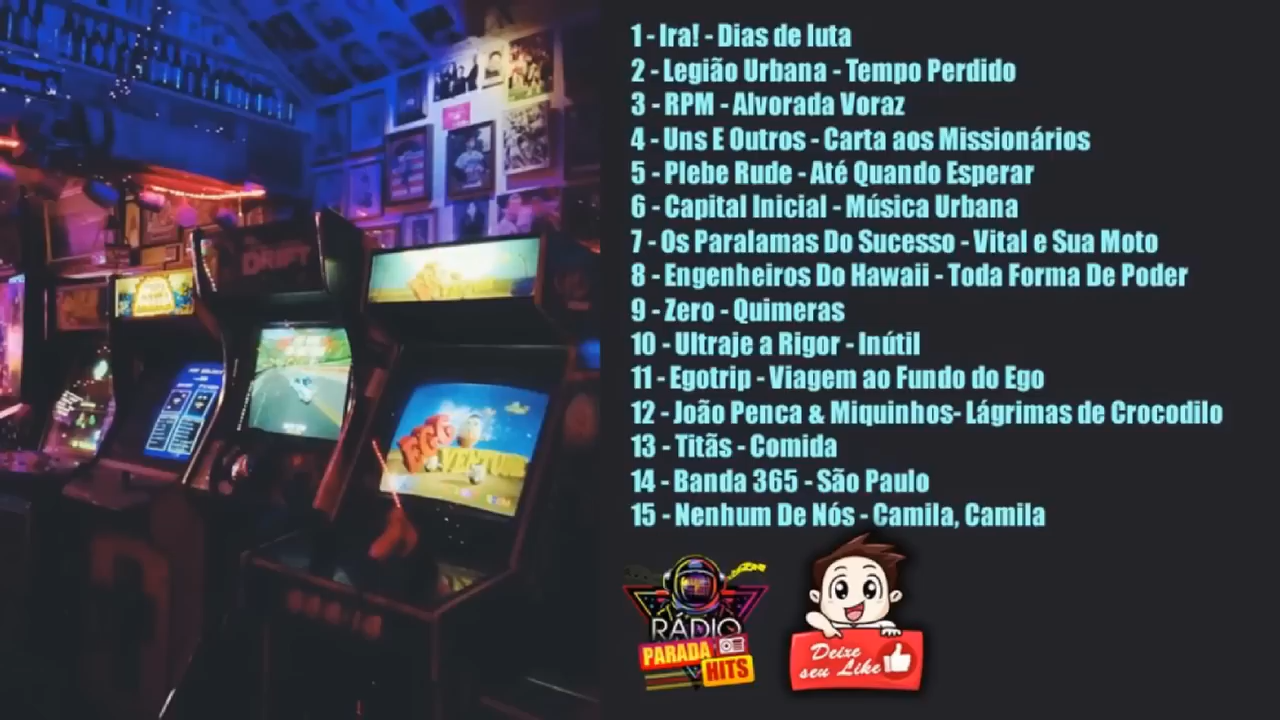 1 - Ira! - Dias de luta
2 - Legião Urbana - Tempo Perdido
3 - RPM - Alvorada Voraz
4 - Uns E Outros - Carta aos Missionários
5 - Plebe Rude - Até Quando Esperar
6 - Capital Inicial - Música Urbana
7 - Os Paralamas Do Sucesso - Vital e Sua Moto
8 - Engenheiros Do Hawaii - Toda Forma De Poder
9 - Zero - Quimeras
10 - Ultraje a Rigor - Inútil
11 - Egotrip - Viagem ao Fundo do Ego
12 - João Penca & Miquinhos- Lágrimas de Crocodilo
13 - Titãs - Comida
14 - Banda 365 - São Paulo
15 - Nenhum De Nós - Camila, Camila
DRIFT
EGG
VENTUR
RÁDIO
PARADA
HITS
Deixe
seu Like